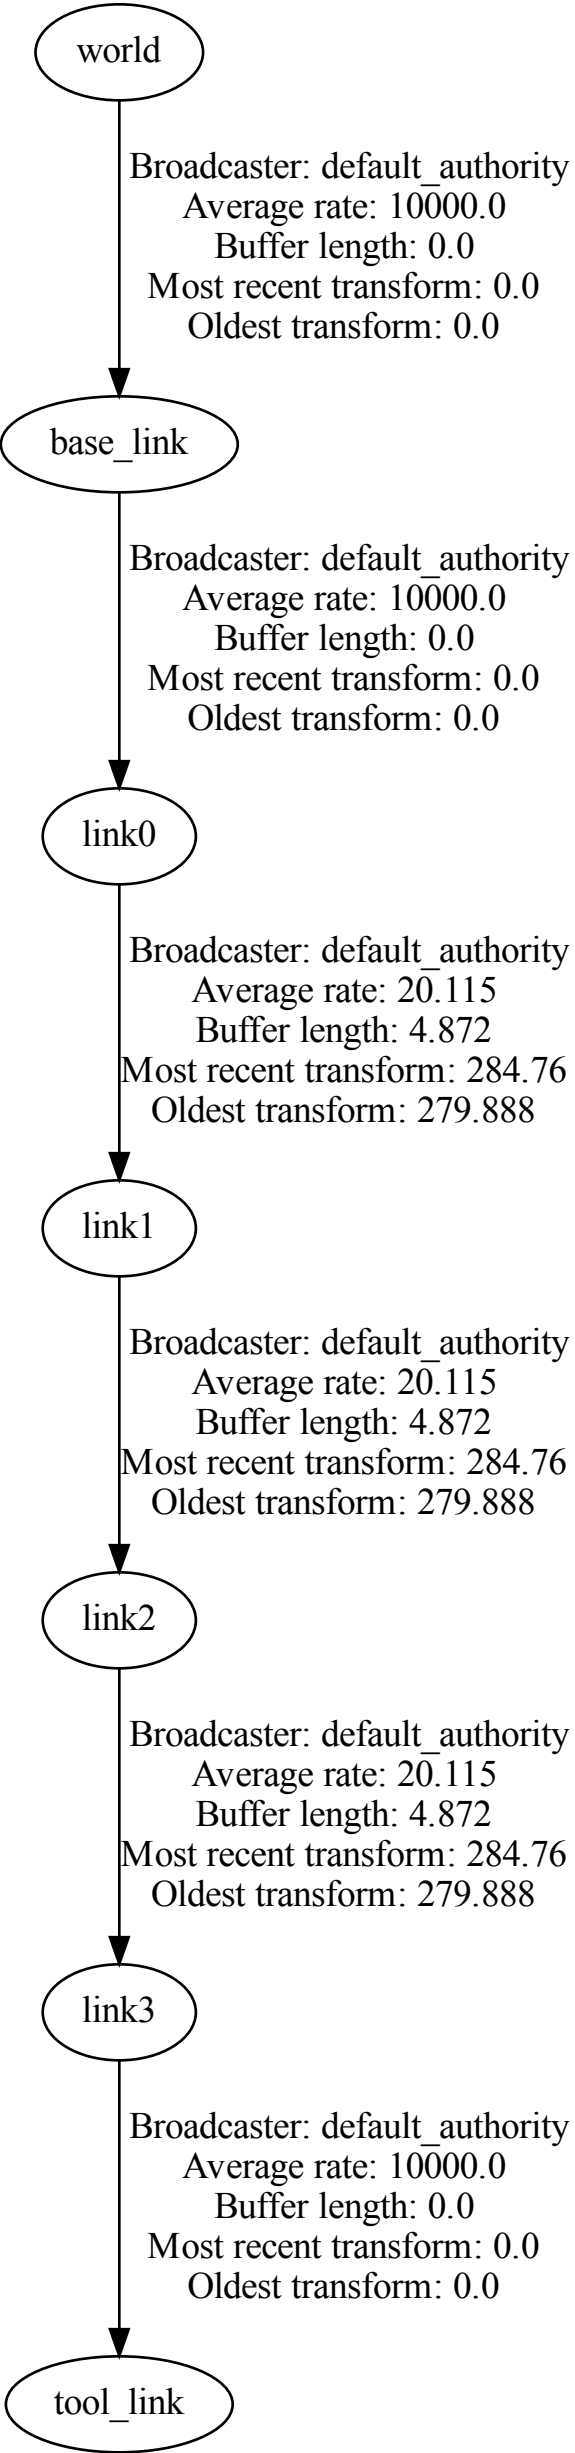 world
Broadcaster: default_authority
Average rate: 10000.0
Buffer length: 0.0
Most recent transform: 0.0
Oldest transform: 0.0
base_link
Broadcaster: default_authority
Average rate: 10000.0
Buffer length: 0.0
Most recent transform: 0.0
Oldest transform: 0.0
link0
Broadcaster: default_authority
Average rate: 20.115
Buffer length: 4.872
Most recent transform: 284.76
Oldest transform: 279.888
link1
Broadcaster: default_authority
Average rate: 20.115
Buffer length: 4.872
Most recent transform: 284.76
Oldest transform: 279.888
link2
Broadcaster: default_authority
Average rate: 20.115
Buffer length: 4.872
Most recent transform: 284.76
Oldest transform: 279.888
link3
Broadcaster: default_authority
Average rate: 10000.0
Buffer length: 0.0
Most recent transform: 0.0
Oldest transform: 0.0
tool_link